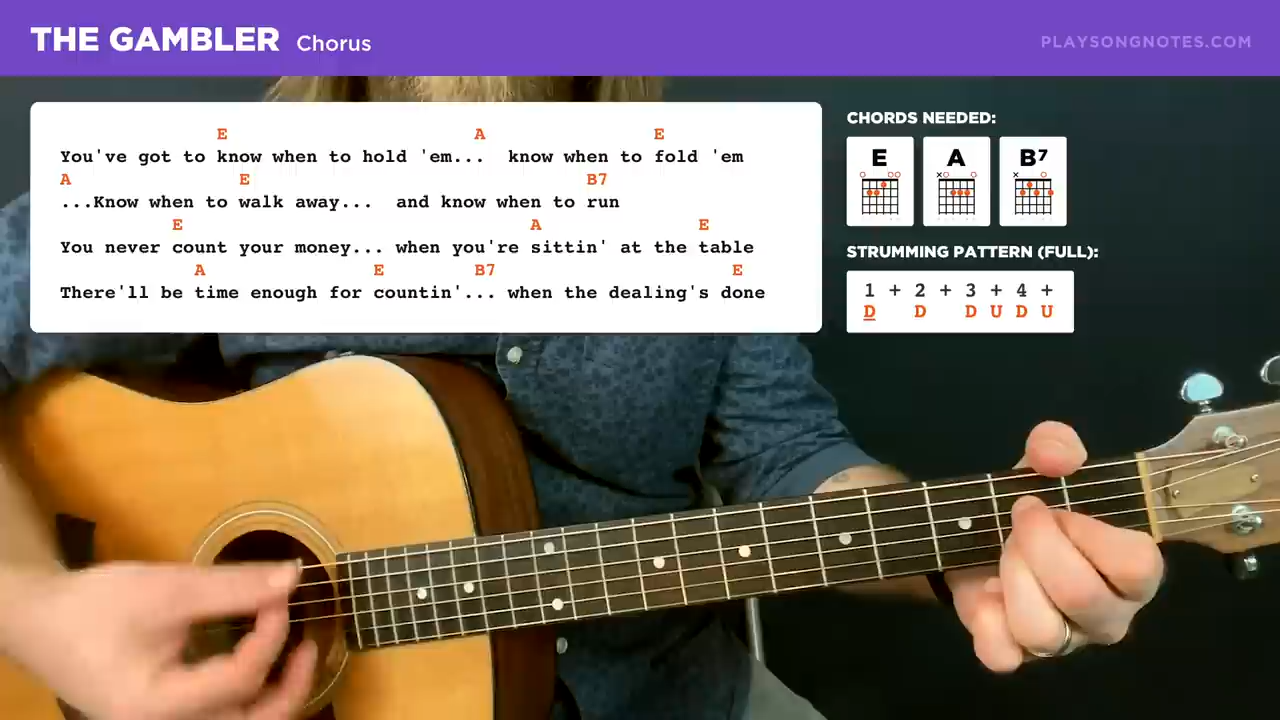 THE GAMBLER Chorus
PLAYSONGNOTES.COM
E A E
You've got to know when to hold 'em... know when to fold 'em
A E B7
...Know when to walk away... and know when to run
E A E
You never count your money... when you're sittin' at the table
A E B7 E
There'll be time enough for countin'... when the dealing's done
CHORDS NEEDED:
E A B7
STRUMMING PATTERN (FULL):
1 + 2 + 3 + 4 +
D D D U D U